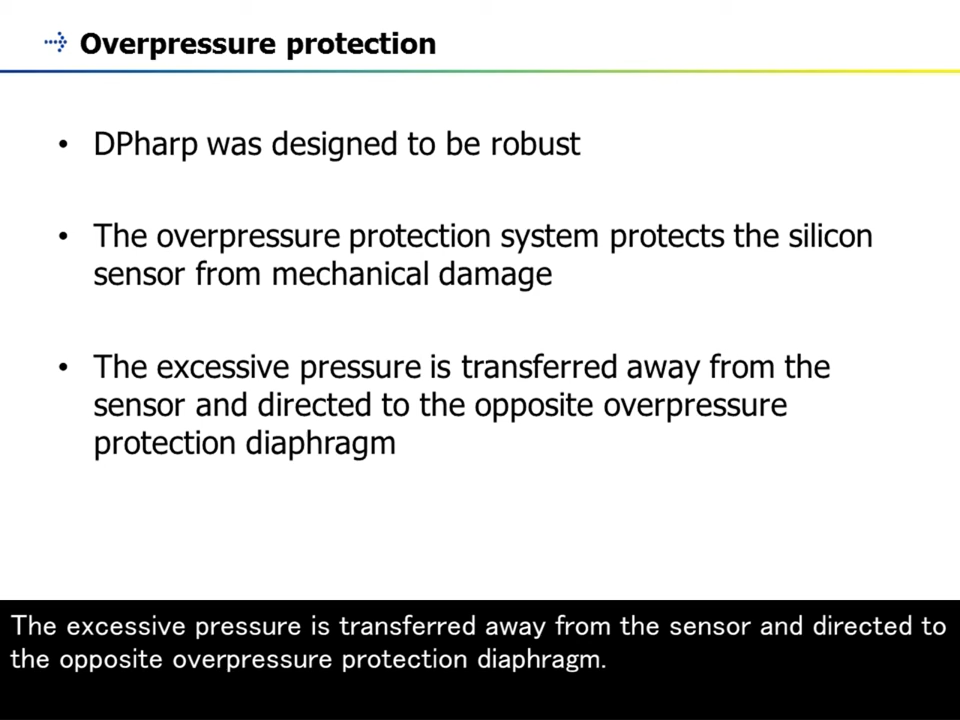 Overpressure protection
• DPharp was designed to be robust
• The overpressure protection system protects the silicon
sensor from mechanical damage
• The excessive pressure is transferred away from the
sensor and directed to the opposite overpressure
protection diaphragm
The excessive pressure is transferred away from the sensor and directed to
the opposite overpressure protection diaphragm.